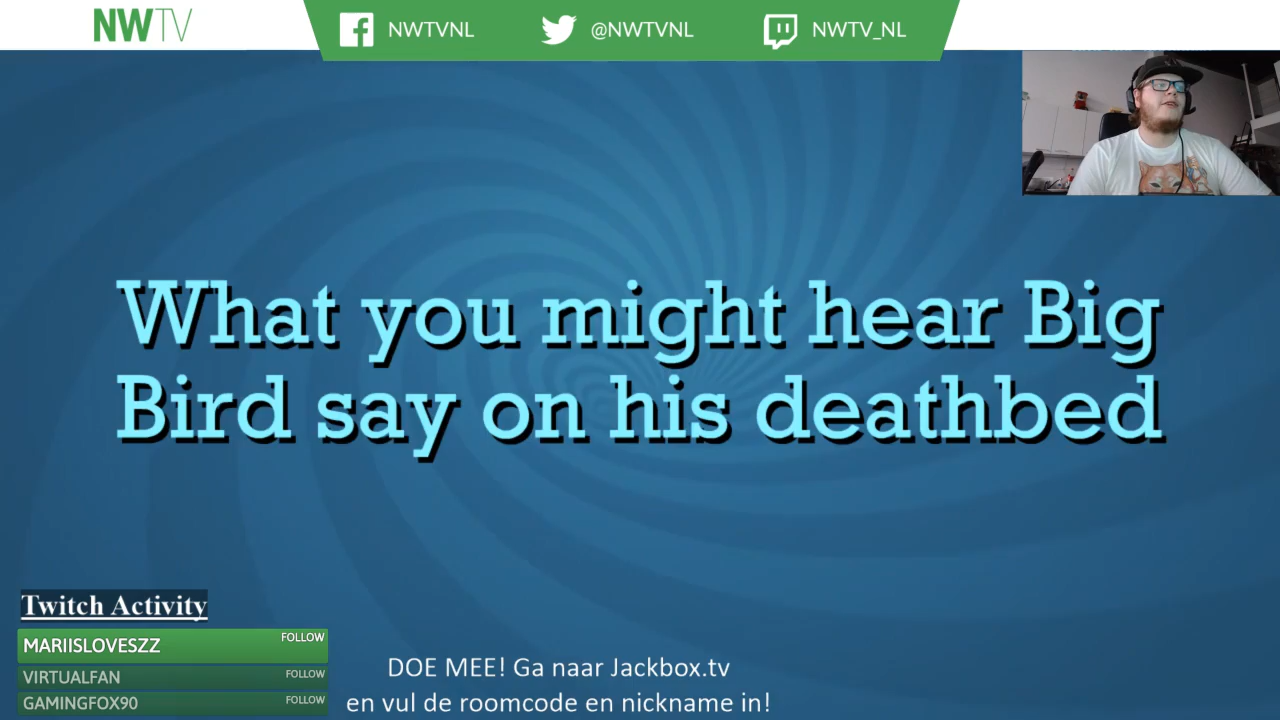 NWTV
NWTVNL
@NWTVNL
NWTV_NL
What you might hear Big
Bird say on his deathbed
Twitch Activity
MARIISLOVESZZ FOLLOW
VIRTUALFAN FOLLOW
GAMINGFOX90 FOLLOW
DOE MEE! Ga naar Jackbox.tv
en vul de roomcode en nickname in!